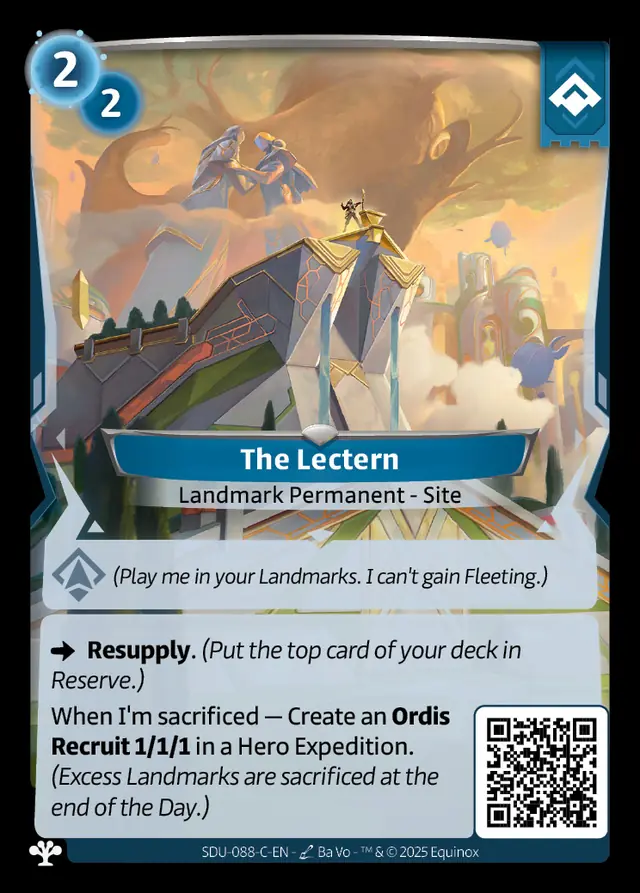 2
2
The Lectern
Landmark Permanent - Site
(Play me in your Landmarks. I can't gain Fleeting.)
Resupply. (Put the top card of your deck in
Reserve.)
When I'm sacrificed — Create an Ordis
Recruit 1/1/1 in a Hero Expedition.
(Excess Landmarks are sacrificed at the
end of the Day.)
SDU-088-C-EN - Ba Vo - ™ & © 2025 Equinox